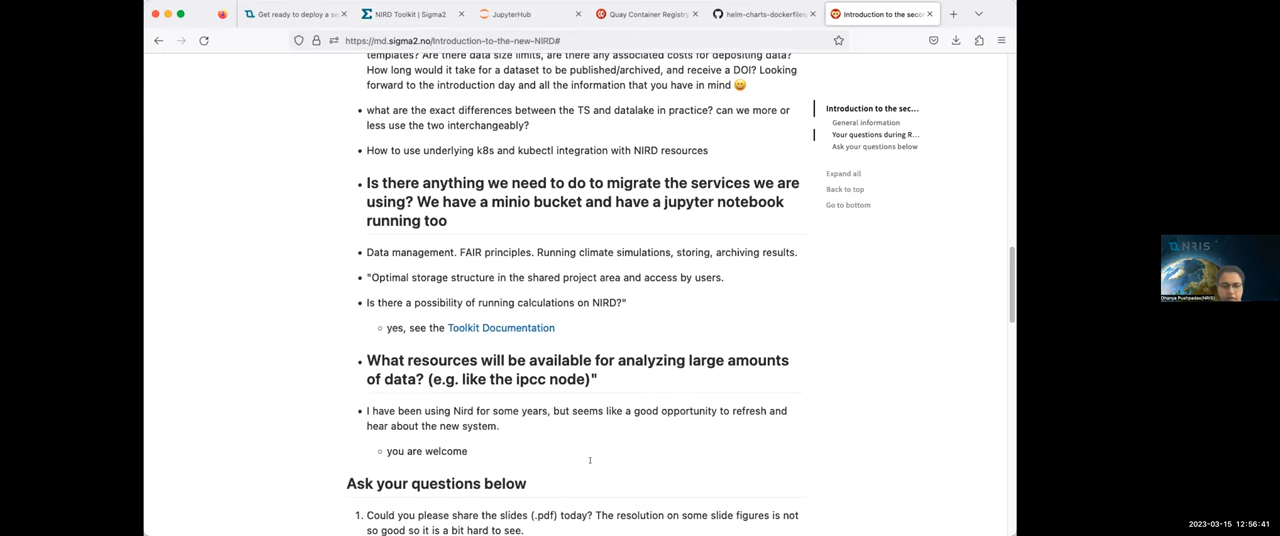 Get ready to deploy a se
NIRD Toolkit | Sigma2
JupyterHub
Quay Container Registry
helm-charts-dockerfiles
Introduction to the seco
https://md.sigma2.no/Introduction-to-the-new-NIRD#
templates? Are there data size limits, are there any associated costs for depositing data?
How long would it take for a dataset to be published/archived, and receive a DOI? Looking
forward to the introduction day and all the information that you have in mind 😀
• what are the exact differences between the TS and datalake in practice? can we more or
less use the two interchangeably?
• How to use underlying k8s and kubectl integration with NIRD resources
• Is there anything we need to do to migrate the services we are
using? We have a minio bucket and have a jupyter notebook
running too
• Data management. FAIR principles. Running climate simulations, storing, archiving results.
• "Optimal storage structure in the shared project area and access by users.
• Is there a possibility of running calculations on NIRD?"
◦ yes, see the Toolkit Documentation
• What resources will be available for analyzing large amounts
of data? (e.g. like the ipcc node)"
• I have been using Nird for some years, but seems like a good opportunity to refresh and
hear about the new system.
◦ you are welcome
Ask your questions below
1. Could you please share the slides (.pdf) today? The resolution on some slide figures is not
so good so it is a bit hard to see.
Introduction to the sec...
General information
Your questions during R...
Ask your questions below
Expand all
Back to top
Go to bottom
NRIS
Dhanya Pushpadas(NRIS)
2023-03-15 12:56:41